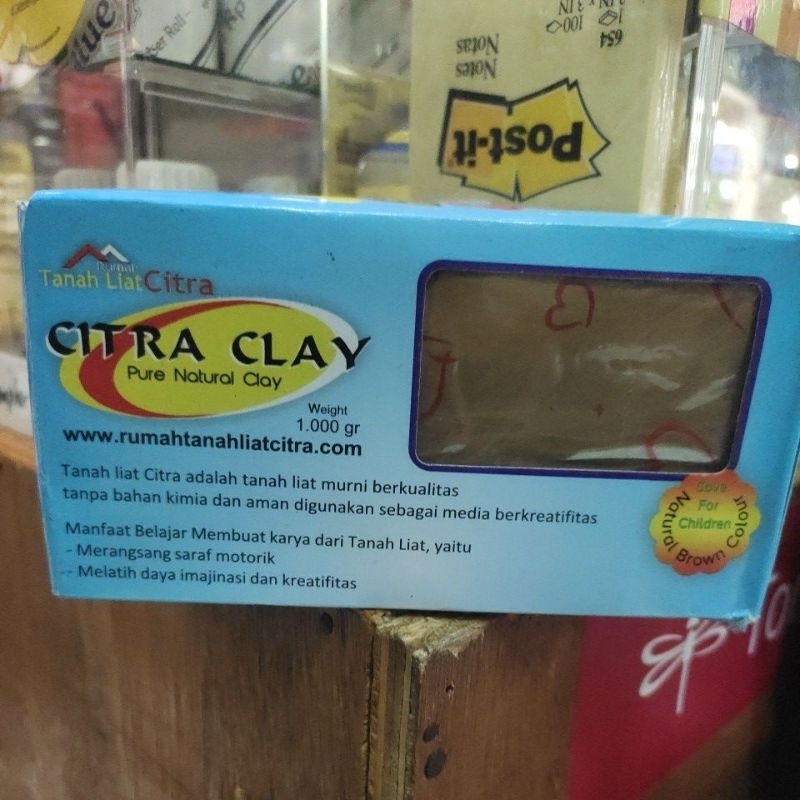 654
100
Notes
Notas
Post-it
Rumah
Tanah Liat Citra
CITRA CLAY
Pure Natural Clay
Weight
1.000 gr
www.rumahtanahliatcitra.com
Tanah liat Citra adalah tanah liat murni berkualitas
tanpa bahan kimia dan aman digunakan sebagai media berkreatifitas
Manfaat Belajar Membuat karya dari Tanah Liat, yaitu
- Merangsang saraf motorik
- Melatih daya imajinasi dan kreatifitas
Save
For
Children
Natural Brown Colour